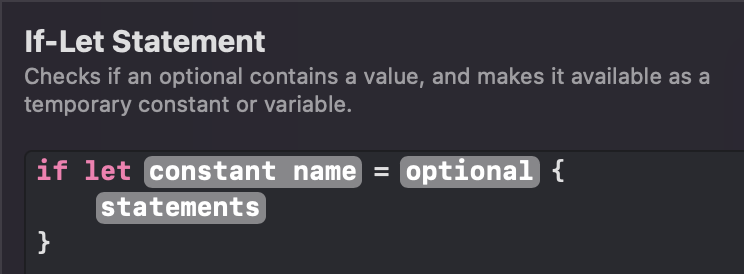 If-Let Statement
Checks if an optional contains a value, and makes it available as a
temporary constant or variable.
if let constant name = optional {
    statements
}